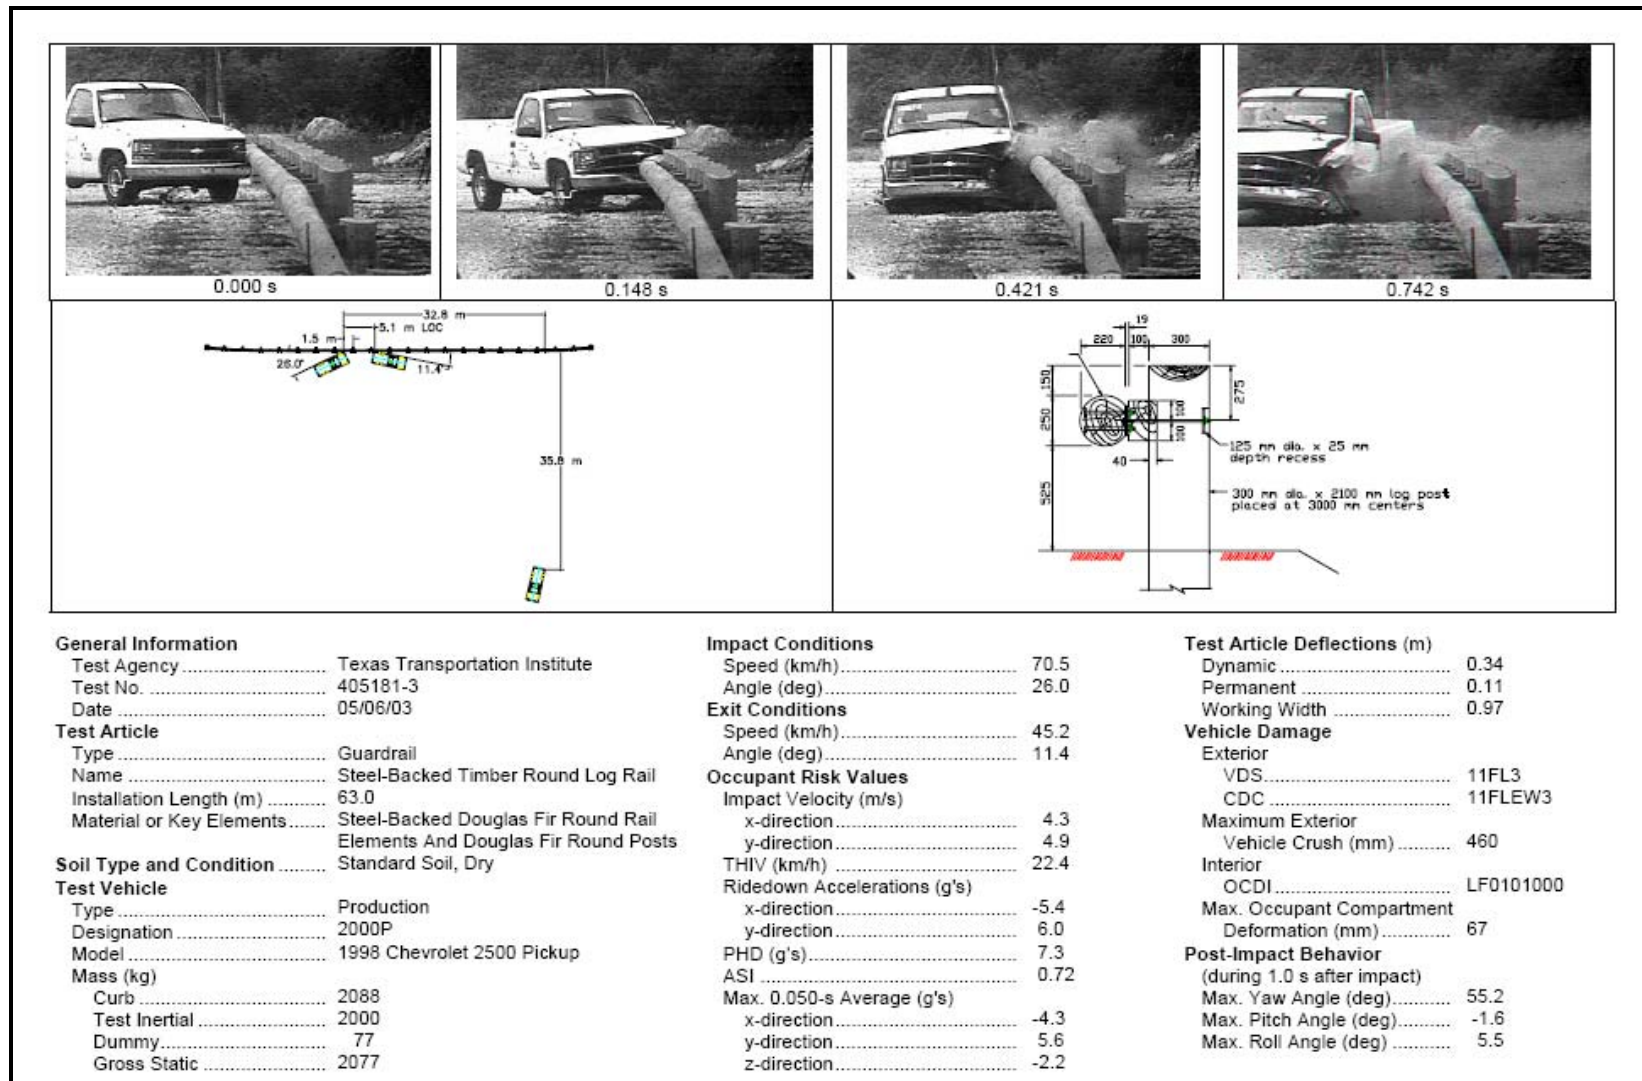 0.000 s
0.148 s
0.421 s
0.742 s
32.8 m
5.1 m LOC
1.5 m
26.0°
11.4°
35.8 m
19
220
100
300
150
250
525
100
100
275
40
125 mm dia. x 25 mm
depth recess
300 mm dia. x 2100 mm log post
placed at 3000 mm centers
General Information
Test Agency ........ Texas Transportation Institute
Test No. ........ 405181-3
Date ........ 05/06/03
Test Article
Type ........ Guardrail
Name ........ Steel-Backed Timber Round Log Rail
Installation Length (m) ........ 63.0
Material or Key Elements ...... Steel-Backed Douglas Fir Round Rail
Elements And Douglas Fir Round Posts
Soil Type and Condition ........ Standard Soil, Dry
Test Vehicle
Type ........ Production
Designation ........ 2000P
Model ........ 1998 Chevrolet 2500 Pickup
Mass (kg)
Curb ........ 2088
Test Inertial ........ 2000
Dummy ........ 77
Gross Static ........ 2077
Impact Conditions
Speed (km/h) ........ 70.5
Angle (deg) ........ 26.0
Exit Conditions
Speed (km/h) ........ 45.2
Angle (deg) ........ 11.4
Occupant Risk Values
Impact Velocity (m/s)
x-direction ........ 4.3
y-direction ........ 4.9
THIV (km/h) ........ 22.4
Ridedown Accelerations (g's)
x-direction ........ -5.4
y-direction ........ 6.0
PHD (g's) ........ 7.3
ASI ........ 0.72
Max. 0.050-s Average (g's)
x-direction ........ -4.3
y-direction ........ 5.6
z-direction ........ -2.2
Test Article Deflections (m)
Dynamic ........ 0.34
Permanent ........ 0.11
Working Width ........ 0.97
Vehicle Damage
Exterior
VDS ........ 11FL3
CDC ........ 11FLEW3
Maximum Exterior
Vehicle Crush (mm) ........ 460
Interior
OCDI ........ LF0101000
Max. Occupant Compartment
Deformation (mm) ........ 67
Post-Impact Behavior
(during 1.0 s after impact)
Max. Yaw Angle (deg) ........ 55.2
Max. Pitch Angle (deg) ........ -1.6
Max. Roll Angle (deg) ........ 5.5